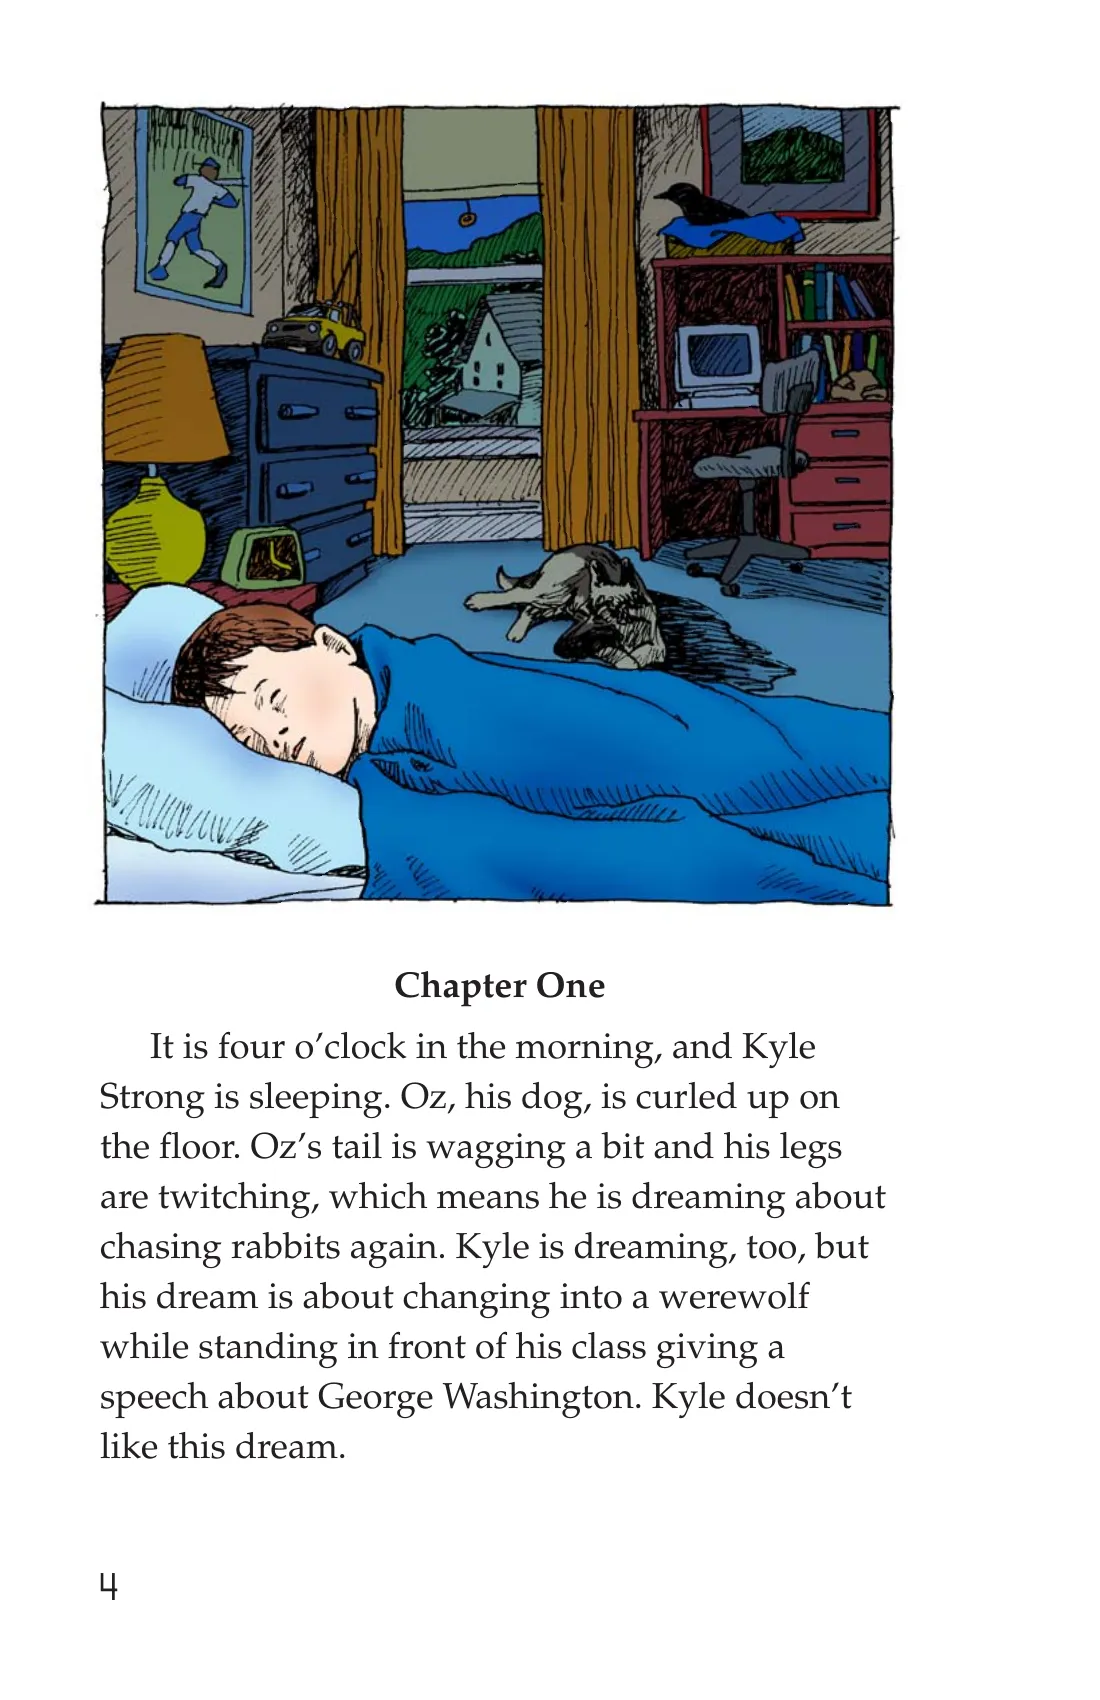 Chapter One
It is four o’clock in the morning, and Kyle
Strong is sleeping. Oz, his dog, is curled up on
the floor. Oz’s tail is wagging a bit and his legs
are twitching, which means he is dreaming about
chasing rabbits again. Kyle is dreaming, too, but
his dream is about changing into a werewolf
while standing in front of his class giving a
speech about George Washington. Kyle doesn’t
like this dream.
4